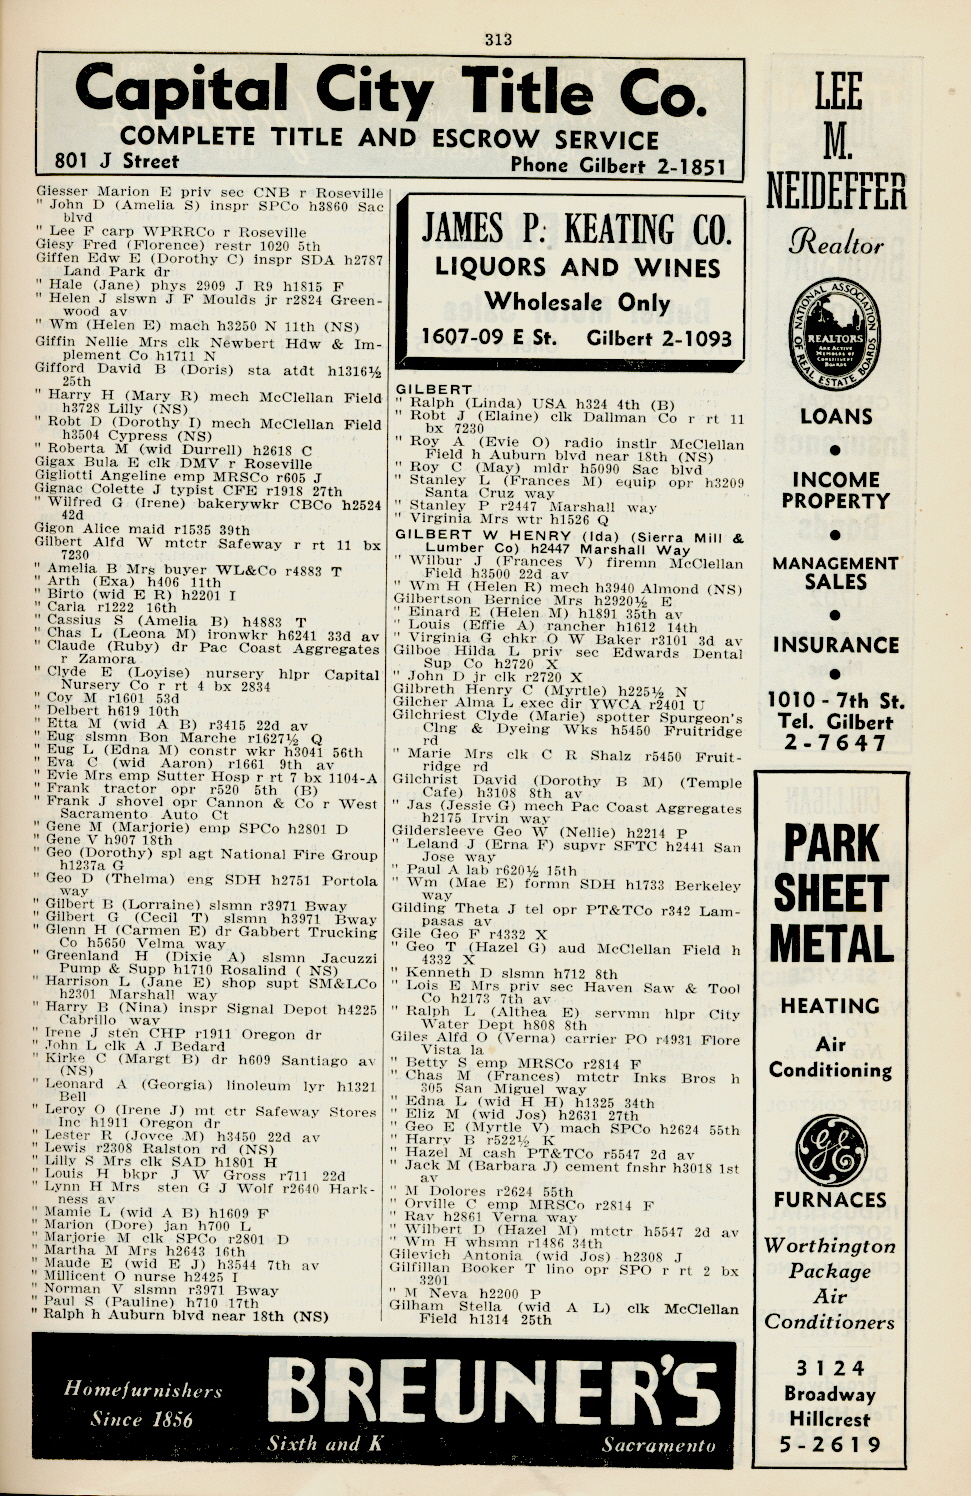 313
Capital City Title Co.
COMPLETE TITLE AND ESCROW SERVICE
801 J Street Phone Gilbert 2-1851
Giesser Marion E priv sec CNB r Roseville
" John D (Amelia S) inspr SPCo h3860 Sac
blvd
" Lee F carp WPRRCo r Roseville
Giesy Fred (Florence) restr 1020 5th
Giffen Edw E (Dorothy C) inspr SDA h2787
Land Park dr
" Hale (Jane) phys 2909 J R9 h1815 F
" Helen J slswn J F Moulds jr r2824 Green-
wood av
" Wm (Helen E) mach h3250 N 11th (NS)
Giffin Nellie Mrs clk Newbert Hdw & Im-
plement Co h1711 N
Gifford David B (Doris) sta atdt h1316½
25th
" Harry H (Mary R) mech McClellan Field
h3728 Lilly (NS)
" Robt D (Dorothy I) mech McClellan Field
h3504 Cypress (NS)
" Roberta M (wid Durrell) h2618 C
Gigax Bula E clk DMV r Roseville
Gigliotti Angeline emp MRSCo r605 J
Gignac Colette J typist CFE r1918 27th
" Wilfred G (Irene) bakerywkr CBCo h2524
42d
Gigon Alice maid r1535 39th
Gilbert Alfd W mtctr Safeway r rt 11 bx
7230
" Amelia B Mrs buyer WL&Co r4883 T
" Arth (Exa) h406 11th
" Birto (wid E R) h2201 I
" Carla r1222 16th
" Cassius S (Amelia B) h4883 T
" Chas L (Leona M) ironwkr h6241 33d av
" Claude (Ruby) dr Pac Coast Aggregates
r Zamora
" Clyde E (Loyise) nursery hlpr Capital
Nursery Co r rt 4 bx 2834
" Coy M r1601 53d
" Delbert h619 10th
" Etta M (wid A B) r3415 22d av
" Eug slsmn Bon Marche r1627½ Q
" Eug L (Edna M) constr wkr h3041 56th
" Eva C (wid Aaron) r1661 9th av
" Evie Mrs emp Sutter Hosp r rt 7 bx 1104-A
" Frank tractor opr r520 5th (B)
" Frank J shovel opr Cannon & Co r West
Sacramento Auto Ct
" Gene M (Marjorie) emp SPCo h2801 D
" Gene V h907 18th
" Geo (Dorothy) spl agt National Fire Group
h1237a G
" Geo D (Thelma) eng SDH h2751 Portola
way
" Gilbert B (Lorraine) slsmn r3971 Bway
" Gilbert G (Cecil T) slsmn h3971 Bway
" Glenn H (Carmen E) dr Gabbert Trucking
Co h5650 Velma way
" Greenland H (Dixie A) slsmn Jacuzzi
Pump & Supp h1710 Rosalind ( NS)
" Harrison L (Jane E) shop supt SM&LCo
h2301 Marshall way
" Harry B (Nina) inspr Signal Depot h4225
Cabrillo way
" Irene J sten CHP r1911 Oregon dr
" John L clk A J Bedard
" Kirke C (Margt B) dr h609 Santiago av
(NS)
" Leonard A (Georgia) linoleum lyr h1321
Bell
" Leroy O (Irene J) mt ctr Safeway Stores
Inc h1911 Oregon dr
" Lester R (Joyce M) h3450 22d av
" Lewis r2308 Ralston rd (NS)
" Lilly S Mrs clk SAD h1801 H
" Louis H bkpr J W Gross r711 22d
" Lynn H Mrs sten G J Wolf r2640 Hark-
ness av
" Mamie L (wid A B) h1609 F
" Marion (Dore) jan h700 L
" Marjorie M clk SPCo r2801 D
" Martha M Mrs h2643 16th
" Maude E (wid E J) h3544 7th av
" Millicent O nurse h2425 I
" Norman V slsmn r3971 Bway
" Paul S (Pauline) h710 17th
" Ralph h Auburn blvd near 18th (NS)
JAMES P. KEATING CO.
LIQUORS AND WINES
Wholesale Only
1607-09 E St. Gilbert 2-1093
GILBERT
" Ralph (Linda) USA h324 4th (B)
" Robt J (Elaine) clk Dallman Co r rt 11
bx 7230
" Roy A (Evie O) radio instlr McClellan
Field h Auburn blvd near 18th (NS)
" Roy C (May) mldr h5090 Sac blvd
" Stanley L (Frances M) equip opr h3209
Santa Cruz way
" Stanley P r2447 Marshall way
" Virginia Mrs wtr h1526 Q
GILBERT W HENRY (Ida) (Sierra Mill &
Lumber Co) h2447 Marshall Way
" Wilbur J (Frances V) firemn McClellan
Field h3500 22d av
" Wm H (Helen R) mech h3940 Almond (NS)
Gilbertson Bernice Mrs h2920½ E
" Einard E (Helen M) h1891 35th av
" Louis (Effie A) rancher h1612 14th
" Virginia G chkr O W Baker r3101 3d av
Gilboe Hilda L priv sec Edwards Dental
Sup Co h2720 X
" John D jr clk r2720 X
Gilbreth Henry C (Myrtle) h225½ N
Gilcher Alma L exec dir YWCA r2401 U
Gilchriest Clyde (Marie) spotter Spurgeon's
Clng & Dyeing Wks h5450 Fruitridge
rd
" Marie Mrs clk C R Shalz r5450 Fruit-
ridge rd
Gilchrist David (Dorothy B M) (Temple
Cafe) h3108 8th av
" Jas (Jessie G) mech Pac Coast Aggregates
h2175 Irvin way
Gildersleeve Geo W (Nellie) h2214 P
" Leland J (Erna F) supvr SFTC h2441 San
Jose way
" Paul A lab r620½ 15th
" Wm (Mae E) formn SDH h1733 Berkeley
way
Gilding Theta J tel opr PT&TCo r342 Lam-
pasas av
Gile Geo F r4332 X
" Geo T (Hazel G) aud McClellan Field h
4332 X
" Kenneth D slsmn h712 8th
" Lois E Mrs priv sec Haven Saw & Tool
Co h2173 7th av
" Ralph L (Althea E) servmn hlpr City
Water Dept h808 8th
Giles Alfd O (Verna) carrier PO r4931 Flore
Vista la
" Betty S emp MRSCo r2814 F
" Chas M (Frances) mtctr Inks Bros h
305 San Miguel way
" Edna L (wid H H) h1325 34th
" Eliz M (wid Jos) h2631 27th
" Geo E (Myrtle V) mach SPCo h2624 55th
" Harry B r522½ K
" Hazel M cash PT&TCo r5547 2d av
" Jack M (Barbara J) cement fnshr h3018 1st
av
" M Dolores r2624 55th
" Orville C emp MRSCo r2814 F
" Ray h2861 Verna way
" Wilbert D (Hazel M) mtctr h5547 2d av
" Wm H whsmn r1486 34th
Gilevich Antonia (wid Jos) h2308 J
Gilfillan Booker T lino opr SPO r rt 2 bx
3201
" M Neva h2200 P
Gilham Stella (wid A L) clk McClellan
Field h1314 25th
LEE
M.
NEIDEFFER
Realtor
NATIONAL ASSOCIATION
OF REAL ESTATE BOARDS
REALTORS
ARE ACTIVE
MEMBERS OF
CONSTITUENT
BOARDS
LOANS
•
INCOME
PROPERTY
•
MANAGEMENT
SALES
•
INSURANCE
•
1010 - 7th St.
Tel. Gilbert
2-7647
PARK
SHEET
METAL
HEATING
Air
Conditioning
GE
FURNACES
Worthington
Package
Air
Conditioners
3124
Broadway
Hillcrest
5-2619
Homefurnishers
Since 1856
BREUNER'S
Sixth and K Sacramento